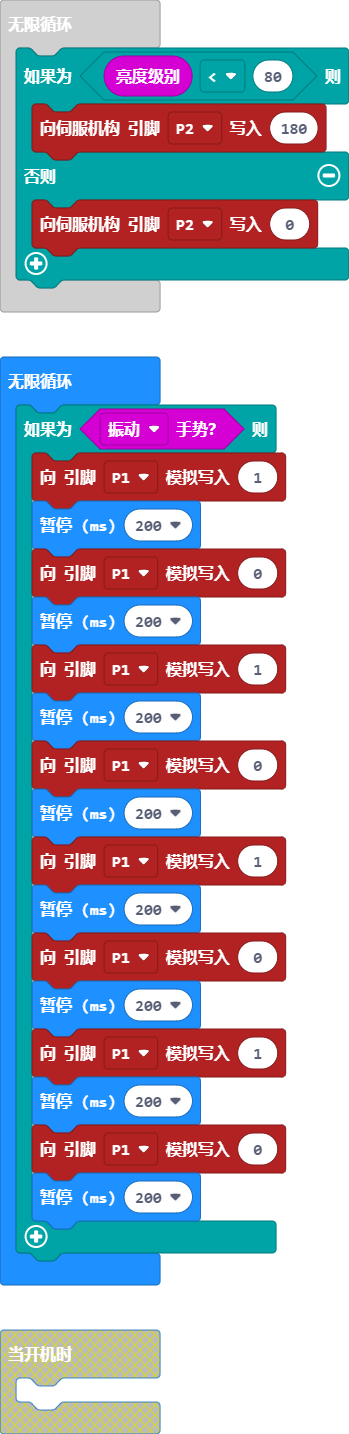 无限循环
如果为 亮度级别 < 80 则
向伺服机构 引脚 P2 写入 180
否则
向伺服机构 引脚 P2 写入 0
无限循环
如果为 振动 手势? 则
向 引脚 P1 模拟写入 1
暂停 (ms) 200
向 引脚 P1 模拟写入 0
暂停 (ms) 200
向 引脚 P1 模拟写入 1
暂停 (ms) 200
向 引脚 P1 模拟写入 0
暂停 (ms) 200
向 引脚 P1 模拟写入 1
暂停 (ms) 200
向 引脚 P1 模拟写入 0
暂停 (ms) 200
向 引脚 P1 模拟写入 1
暂停 (ms) 200
向 引脚 P1 模拟写入 0
暂停 (ms) 200
当开机时